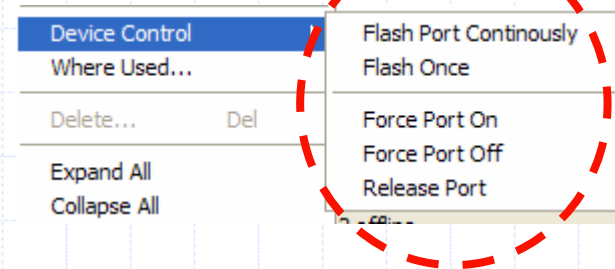 Device Control
Where Used...
Delete... Del
Expand All
Collapse All
Flash Port Continously
Flash Once
Force Port On
Force Port Off
Release Port